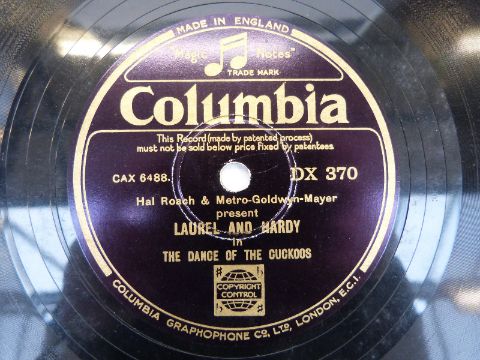 MADE IN ENGLAND
"Magic Notes"
TRADE MARK
Columbia
This Record (made by patented process)
must not be sold below price fixed by patentees.
CAX 6488. DX 370
Hal Roach & Metro-Goldwyn-Mayer
present
LAUREL AND HARDY
in
THE DANCE OF THE CUCKOOS
COPYRIGHT
CONTROL
COLUMBIA GRAPHOPHONE CO, LTD, LONDON, E.C.1.